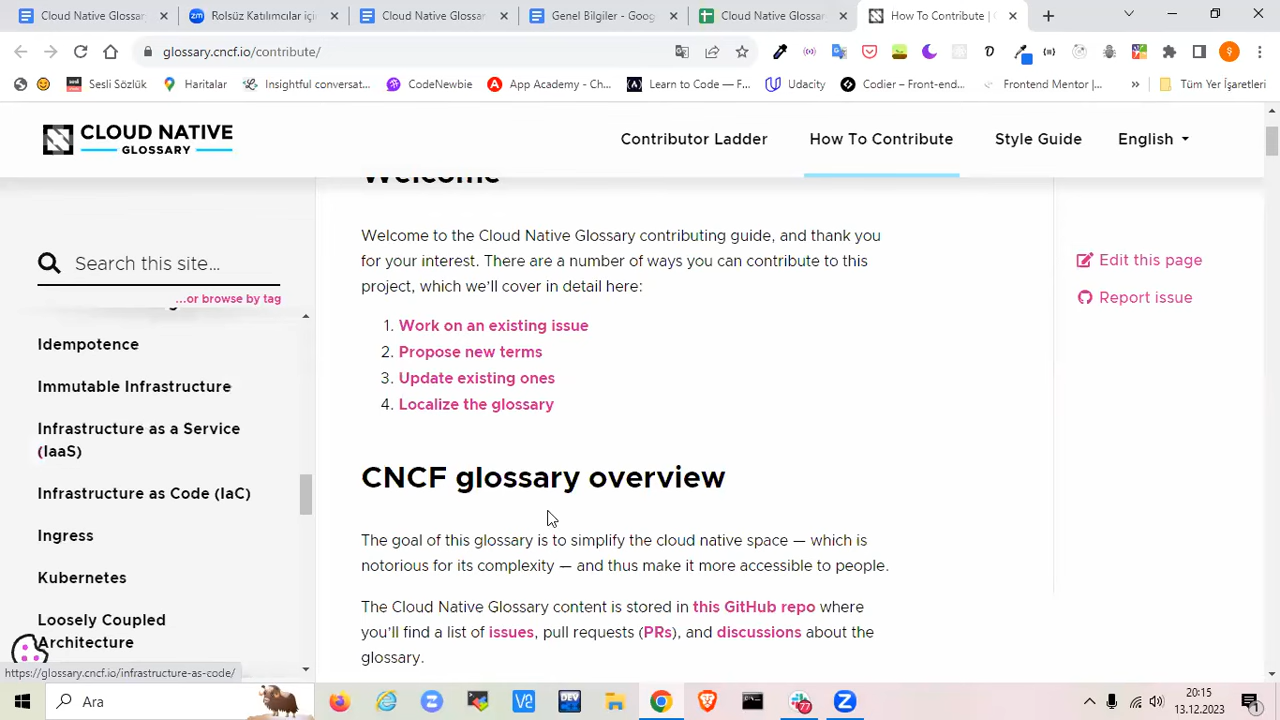 Cloud Native Glossar
Rolsüz Katılımcılar için
Cloud Native Glossar
Genel Bilgiler - Goog
Cloud Native Glossar
How To Contribute | C
glossary.cncf.io/contribute/
Sesli Sözlük
Haritalar
Insightful conversat...
CodeNewbie
App Academy - Ch...
Learn to Code — F...
Udacity
Codier – Front-end...
Frontend Mentor |...
Tüm Yer İşaretleri
CLOUD NATIVE
GLOSSARY
Contributor Ladder
How To Contribute
Style Guide
English
Search this site...
...or browse by tag
Idempotence
Immutable Infrastructure
Infrastructure as a Service
(IaaS)
Infrastructure as Code (IaC)
Ingress
Kubernetes
Loosely Coupled
Architecture
Welcome
Welcome to the Cloud Native Glossary contributing guide, and thank you
for your interest. There are a number of ways you can contribute to this
project, which we'll cover in detail here:
1. Work on an existing issue
2. Propose new terms
3. Update existing ones
4. Localize the glossary
CNCF glossary overview
The goal of this glossary is to simplify the cloud native space — which is
notorious for its complexity — and thus make it more accessible to people.
The Cloud Native Glossary content is stored in this GitHub repo where
you'll find a list of issues, pull requests (PRs), and discussions about the
glossary.
Edit this page
Report issue
https://glossary.cncf.io/infrastructure-as-code/
Ara
DEV
77
20:15
13.12.2023
1